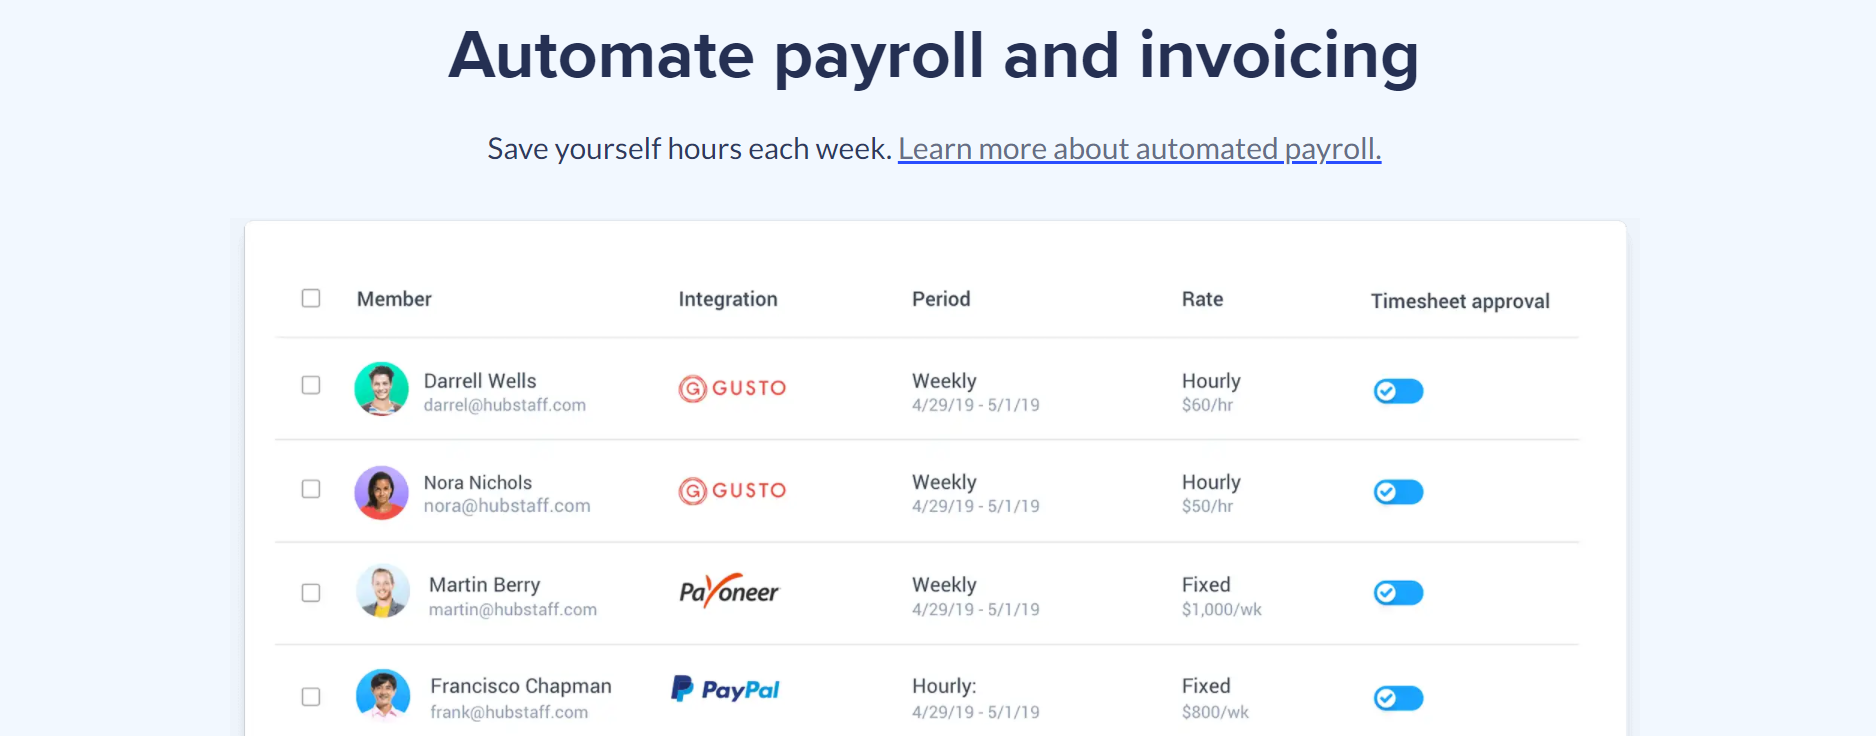 Automate payroll and invoicing
Save yourself hours each week. Learn more about automated payroll.
Member Integration Period Rate Timesheet approval
Darrell Wells GUSTO Weekly Hourly
darrel@hubstaff.com 4/29/19 - 5/1/19 $60/hr
Nora Nichols GUSTO Weekly Hourly
nora@hubstaff.com 4/29/19 - 5/1/19 $50/hr
Martin Berry Payoneer Weekly Fixed
martin@hubstaff.com 4/29/19 - 5/1/19 $1,000/wk
Francisco Chapman PayPal Hourly: Fixed
frank@hubstaff.com 4/29/19 - 5/1/19 $800/wk